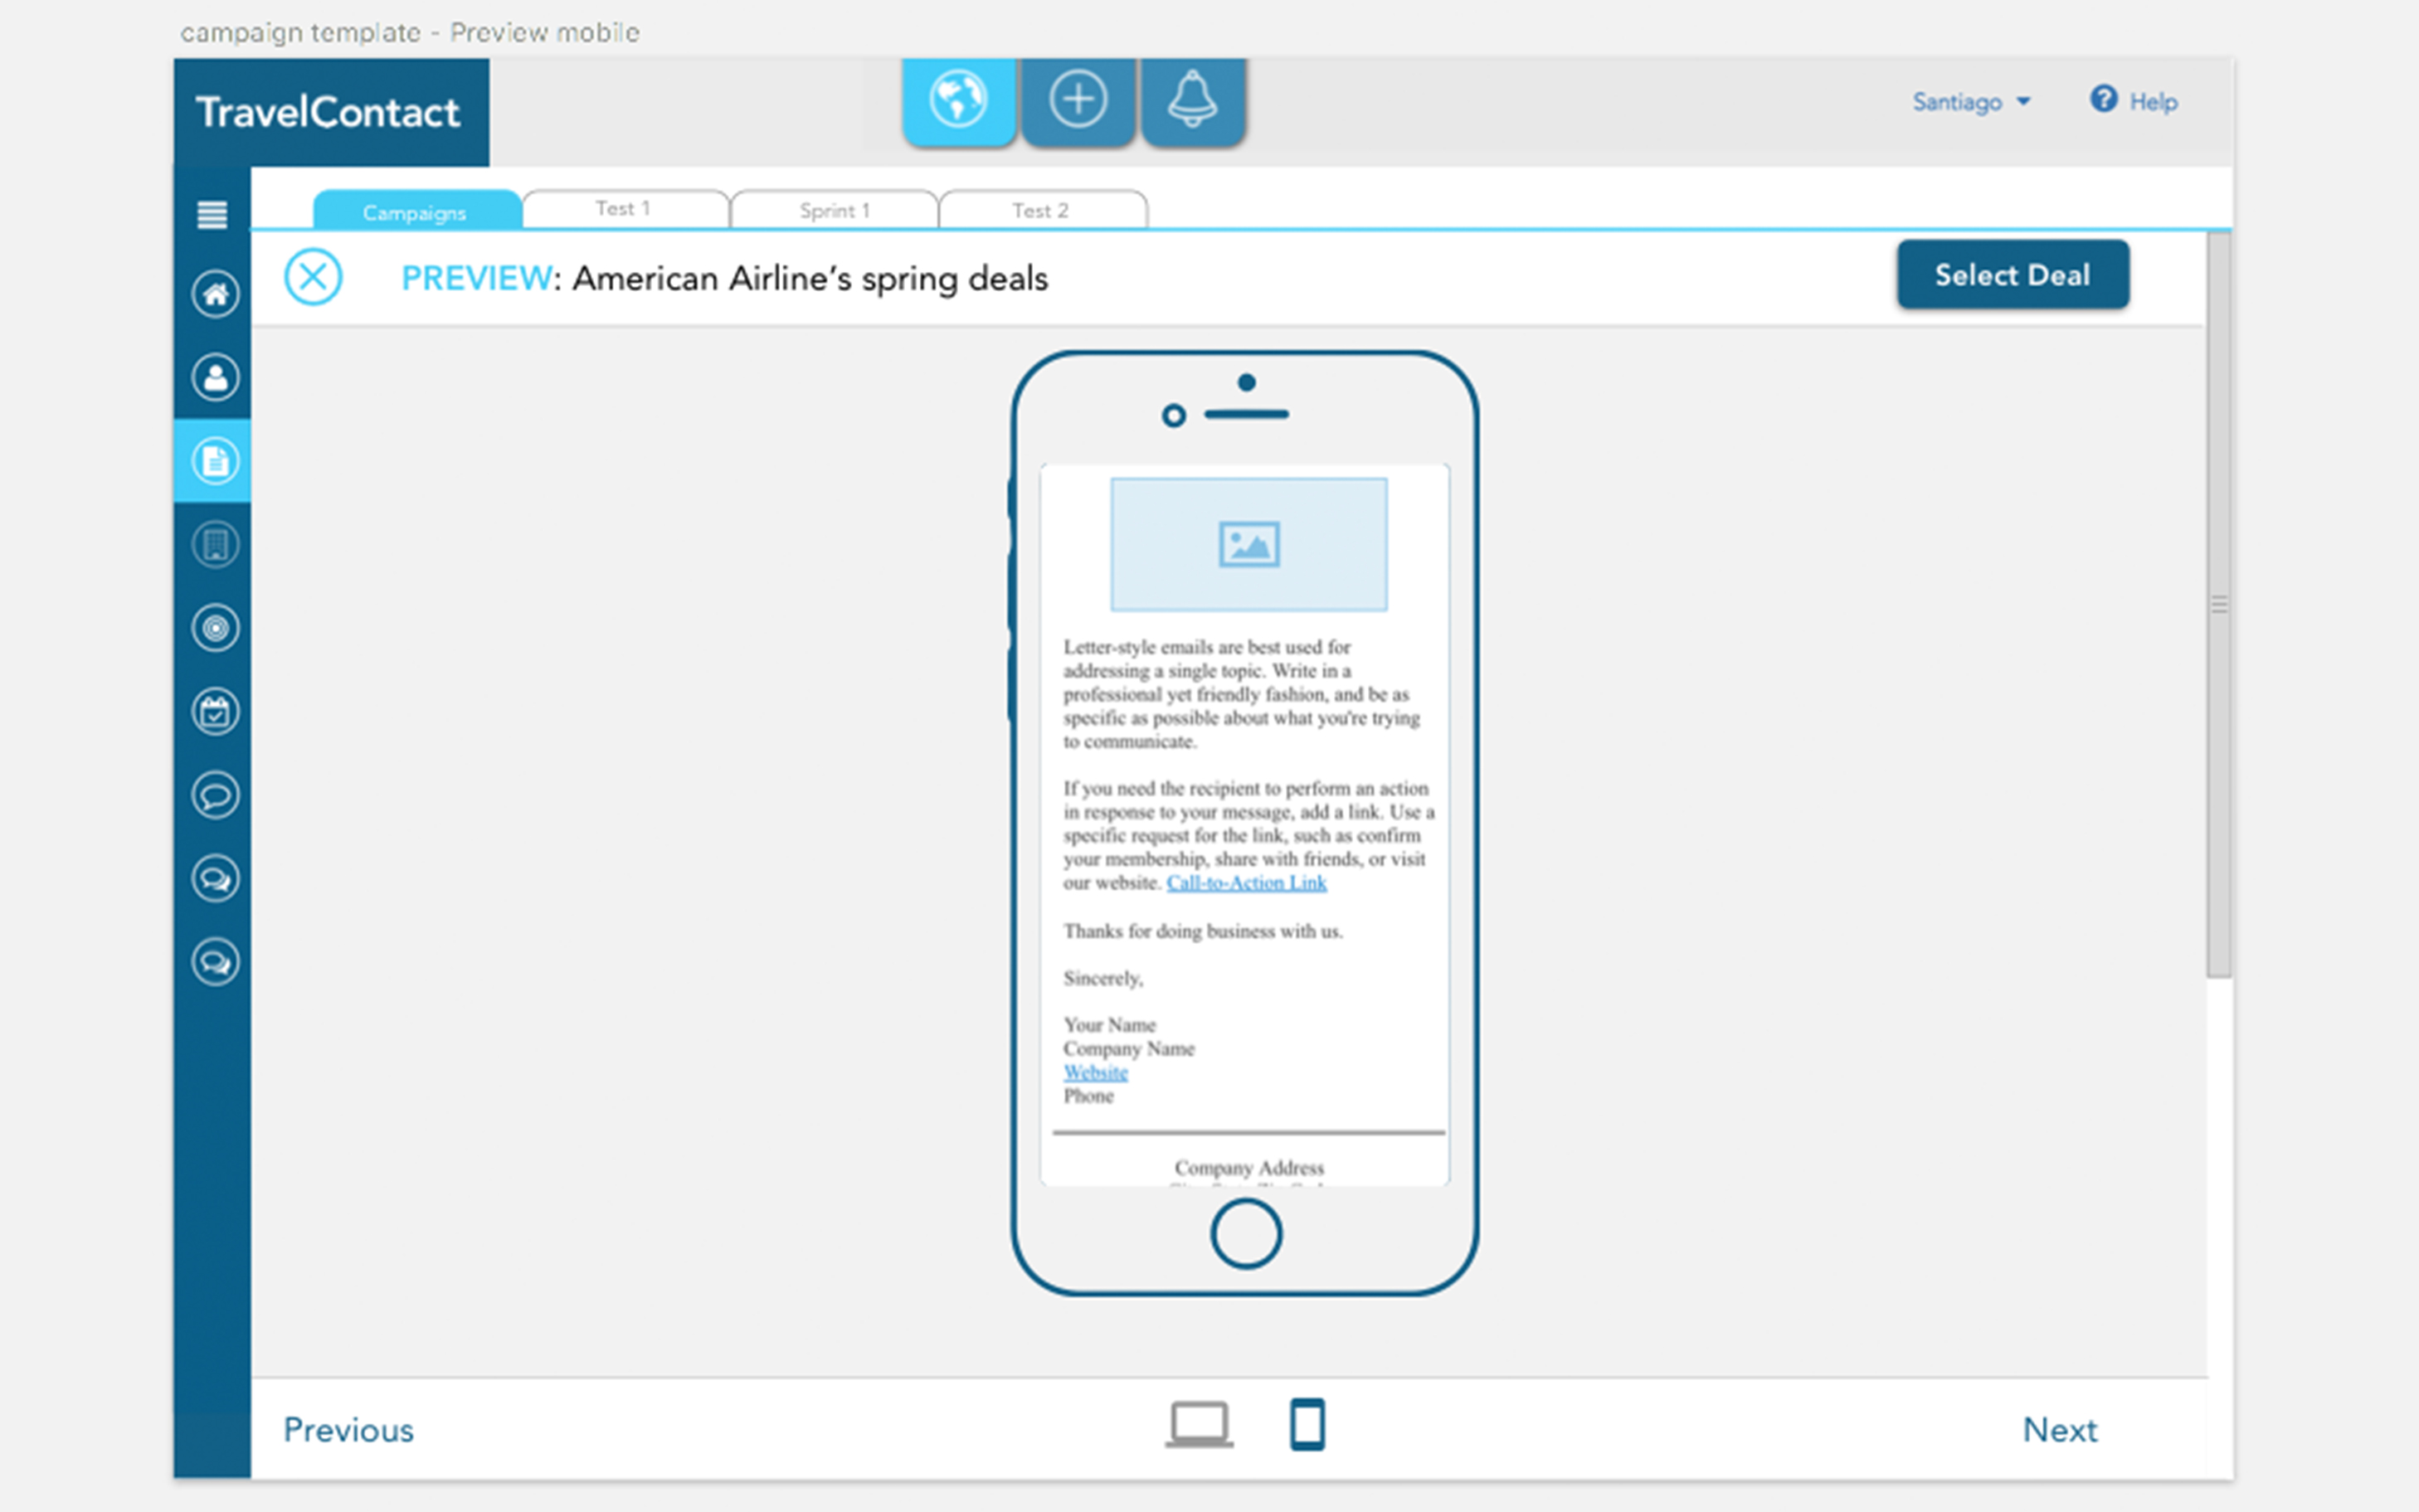 campaign template - Preview mobile
TravelContact
Santiago
? Help
Campaigns
Test 1
Sprint 1
Test 2
PREVIEW: American Airline's spring deals
Select Deal
Letter-style emails are best used for
addressing a single topic. Write in a
professional yet friendly fashion, and be as
specific as possible about what you're trying
to communicate.
If you need the recipient to perform an action
in response to your message, add a link. Use a
specific request for the link, such as confirm
your membership, share with friends, or visit
our website. Call-to-Action Link
Thanks for doing business with us.
Sincerely,
Your Name
Company Name
Website
Phone
Company Address
Previous
Next